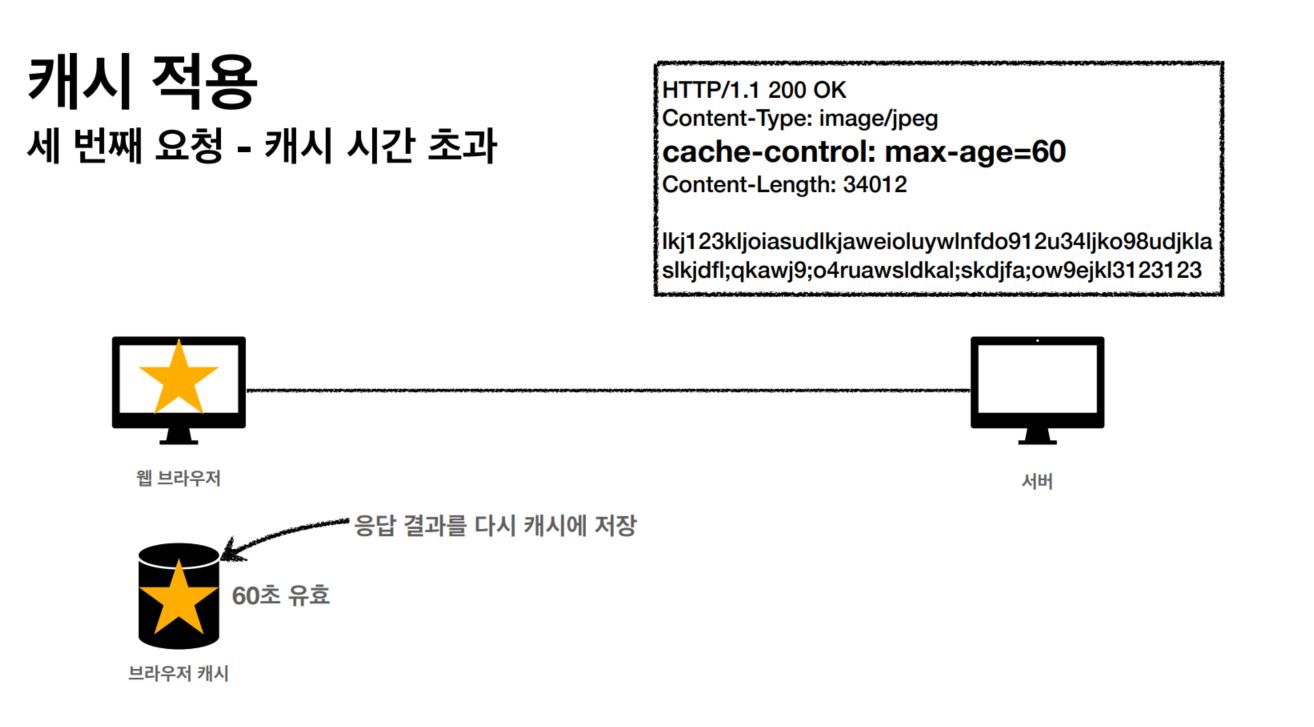 캐시 적용
세 번째 요청 - 캐시 시간 초과
HTTP/1.1 200 OK
Content-Type: image/jpeg
cache-control: max-age=60
Content-Length: 34012
lkj123kljoiasudlkjaweioluywlnfdo912u34ljko98udjkla
slkjdfl;qkawj9;o4ruawsldkal;skdjfa;ow9ejkl3123123
웹 브라우저
서버
응답 결과를 다시 캐시에 저장
60초 유효
브라우저 캐시